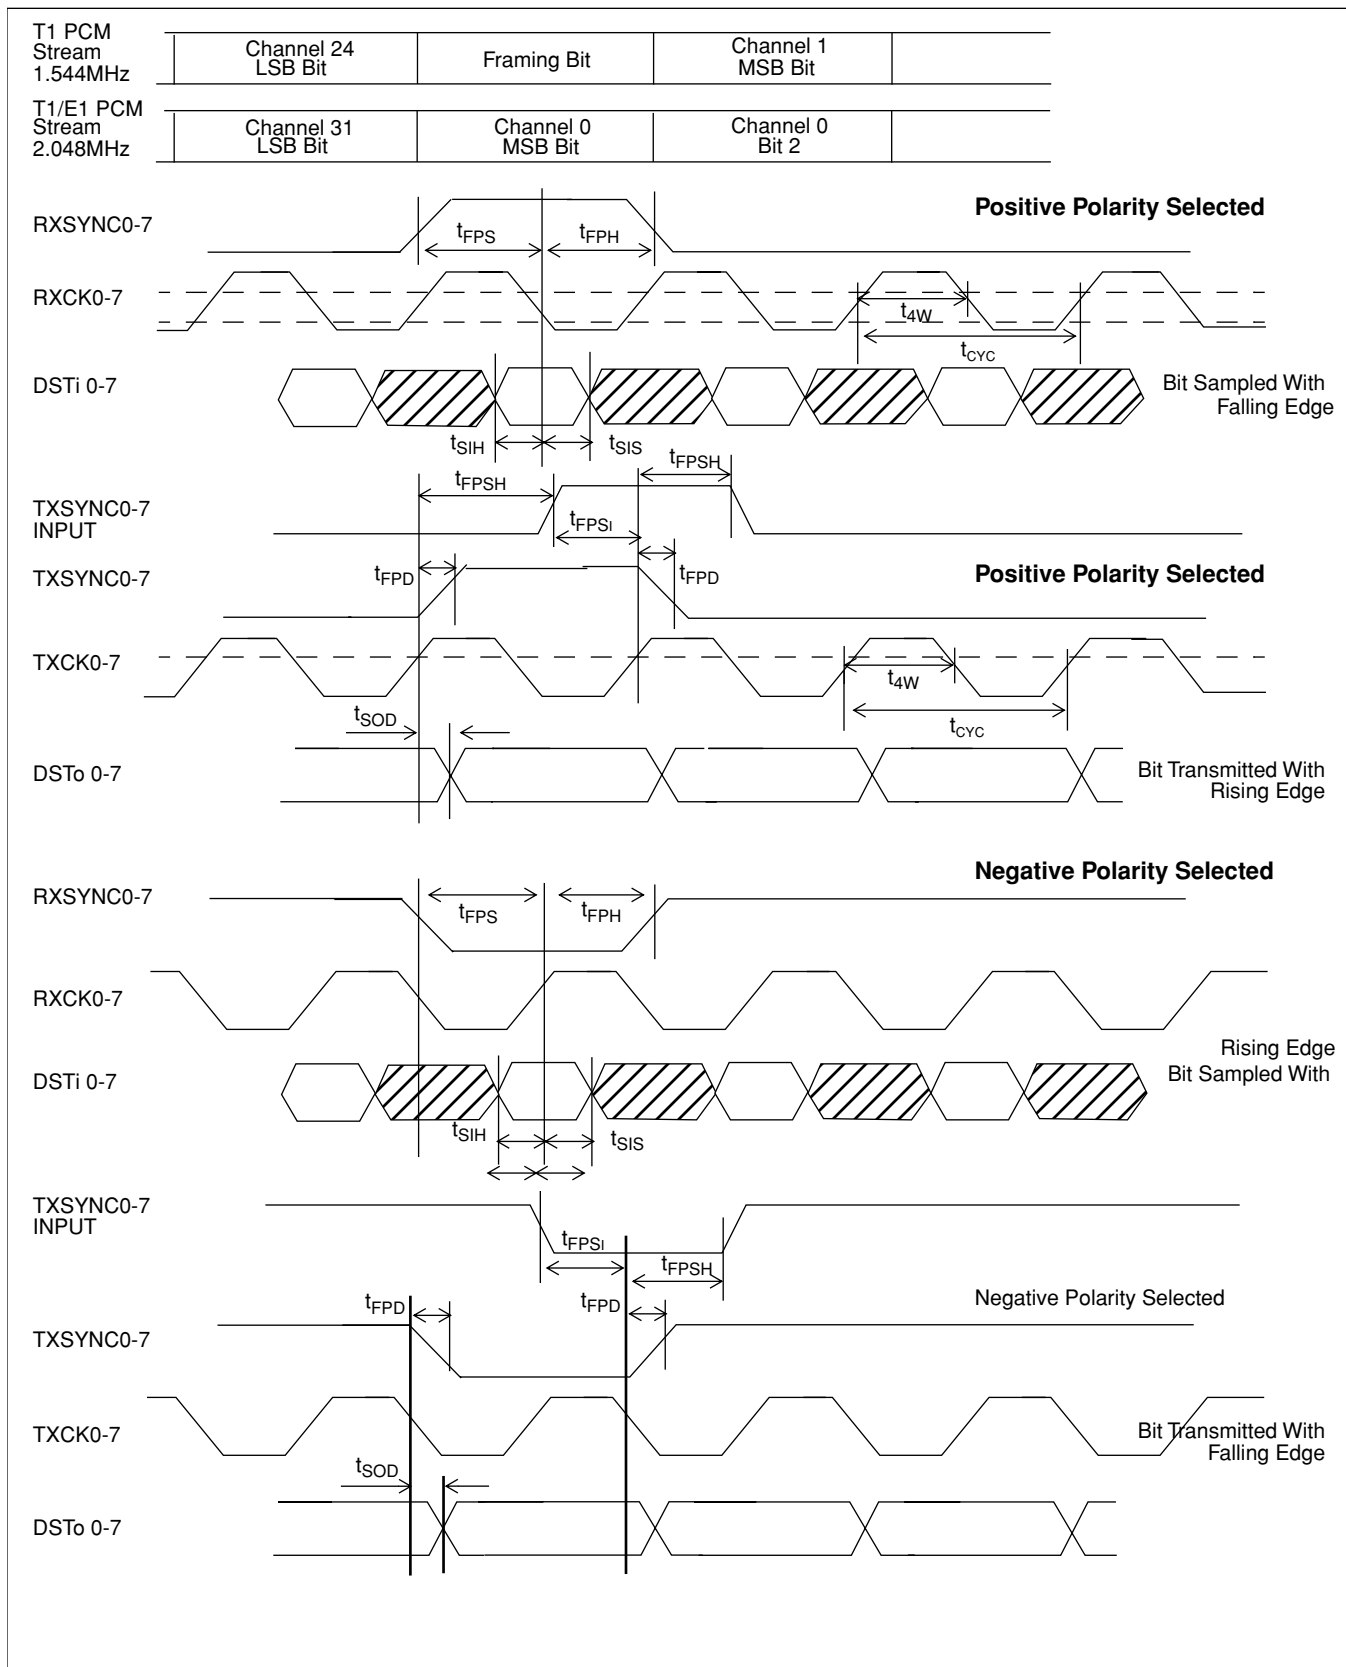 T1 PCM
Stream
1.544MHz
Channel 24
LSB Bit
Framing Bit
Channel 1
MSB Bit
T1/E1 PCM
Stream
2.048MHz
Channel 31
LSB Bit
Channel 0
MSB Bit
Channel 0
Bit 2
RXSYNC0-7
tFPS
tFPH
Positive Polarity Selected
RXCK0-7
t4W
tCYC
DSTi 0-7
Bit Sampled With
Falling Edge
tSIH
tSIS
tFPSH
tFPSH
TXSYNC0-7
INPUT
tFPSI
TXSYNC0-7
tFPD
tFPD
Positive Polarity Selected
TXCK0-7
t4W
tSOD
tCYC
DSTo 0-7
Bit Transmitted With
Rising Edge
Negative Polarity Selected
RXSYNC0-7
tFPS
tFPH
RXCK0-7
Rising Edge
Bit Sampled With
DSTi 0-7
tSIH
tSIS
TXSYNC0-7
INPUT
tFPSI
tFPSH
tFPD
tFPD
Negative Polarity Selected
TXSYNC0-7
TXCK0-7
Bit Transmitted With
Falling Edge
tSOD
DSTo 0-7